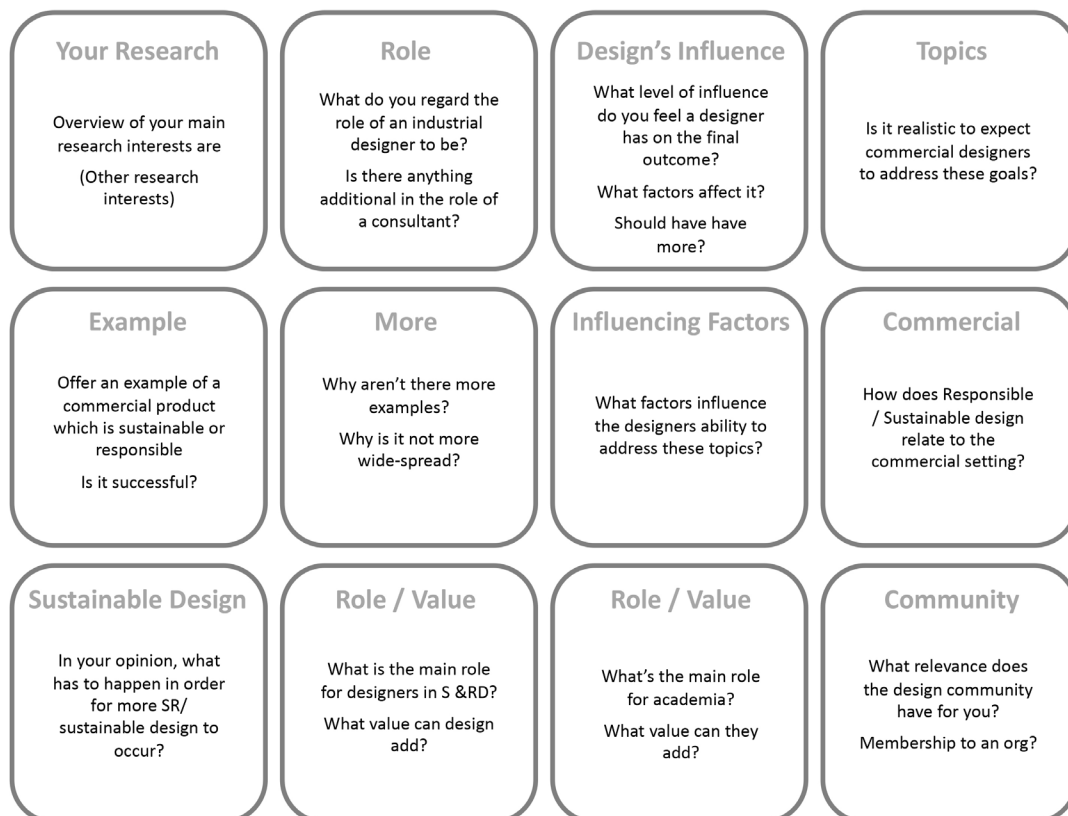 Your Research
Overview of your main
research interests are
(Other research
interests)
Role
What do you regard the
role of an industrial
designer to be?
Is there anything
additional in the role of
a consultant?
Design's Influence
What level of influence
do you feel a designer
has on the final
outcome?
What factors affect it?
Should have have
more?
Topics
Is it realistic to expect
commercial designers
to address these goals?
Example
Offer an example of a
commercial product
which is sustainable or
responsible
Is it successful?
More
Why aren't there more
examples?
Why is it not more
wide-spread?
Influencing Factors
What factors influence
the designers ability to
address these topics?
Commercial
How does Responsible
/ Sustainable design
relate to the
commercial setting?
Sustainable Design
In your opinion, what
has to happen in order
for more SR/
sustainable design to
occur?
Role / Value
What is the main role
for designers in S &RD?
What value can design
add?
Role / Value
What's the main role
for academia?
What value can they
add?
Community
What relevance does
the design community
have for you?
Membership to an org?